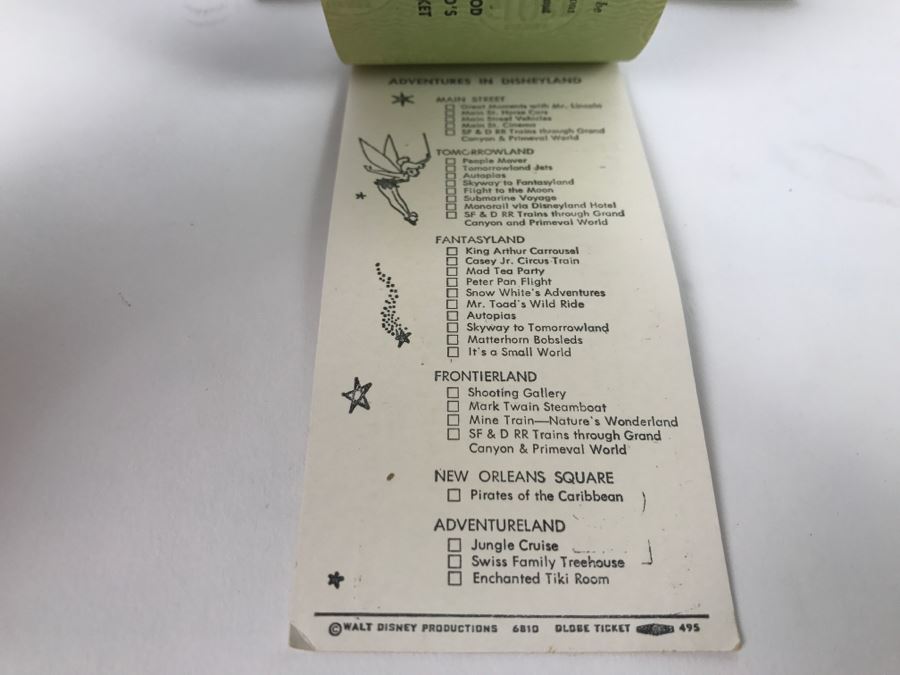 the
OD
O'S
KET
ADVENTURES IN DISNEYLAND
MAIN STREET
Great Moments with Mr. Lincoln
Main St. Horse Cars
Main Street Vehicles
Main St. Cinema
SF & D RR Trains through Grand
Canyon & Primeval World
TOMORROWLAND
People Mover
Tomorrowland Jets
Autopias
Skyway to Fantasyland
Flight to the Moon
Submarine Voyage
Monorail via Disneyland Hotel
SF & D RR Trains through Grand
Canyon and Primeval World
FANTASYLAND
King Arthur Carrousel
Casey Jr. Circus Train
Mad Tea Party
Peter Pan Flight
Snow White's Adventures
Mr. Toad's Wild Ride
Autopias
Skyway to Tomorrowland
Matterhorn Bobsleds
It's a Small World
FRONTIERLAND
Shooting Gallery
Mark Twain Steamboat
Mine Train—Nature's Wonderland
SF & D RR Trains through Grand
Canyon & Primeval World
NEW ORLEANS SQUARE
Pirates of the Caribbean
ADVENTURELAND
Jungle Cruise
Swiss Family Treehouse
Enchanted Tiki Room
©WALT DISNEY PRODUCTIONS 6810 GLOBE TICKET 495